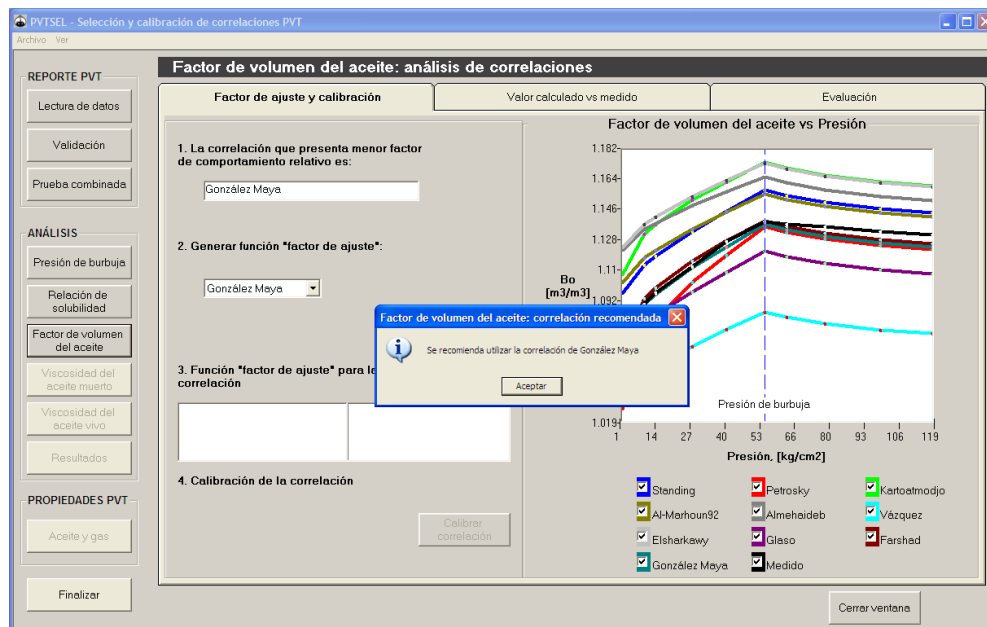 PVTSEL - Selección y calibración de correlaciones PVT
Archivo Ver
REPORTE PVT
Lectura de datos
Validación
Prueba combinada
ANÁLISIS
Presión de burbuja
Relación de
solubilidad
Factor de volumen
del aceite
Viscosidad del
aceite muerto
Viscosidad del
aceite vivo
Resultados
PROPIEDADES PVT
Aceite y gas
Finalizar
Factor de volumen del aceite: análisis de correlaciones
Factor de ajuste y calibración
Valor calculado vs medido
Evaluación
1. La correlación que presenta menor factor
de comportamiento relativo es:
González Maya
2. Generar función "factor de ajuste":
González Maya
3. Función "factor de ajuste" para
correlación
4. Calibración de la correlación
Calibrar
correlación
Factor de volumen del aceite vs Presión
1.182
1.164
1.146
1.128
1.11
1.092
1.019
Bo
[m3/m3]
Presión de burbuja
1 14 27 40 53 66 80 93 106 119
Presión, [kg/cm2]
Standing
Petrosky
Kartoatmodjo
Al-Marhoun92
Almehaideb
Vázquez
Elsharkawy
Glaso
Farshad
González Maya
Medido
Factor de volumen del aceite: correlación recomendada
Se recomienda utilizar la correlación de González Maya
Aceptar
Cerrar ventana